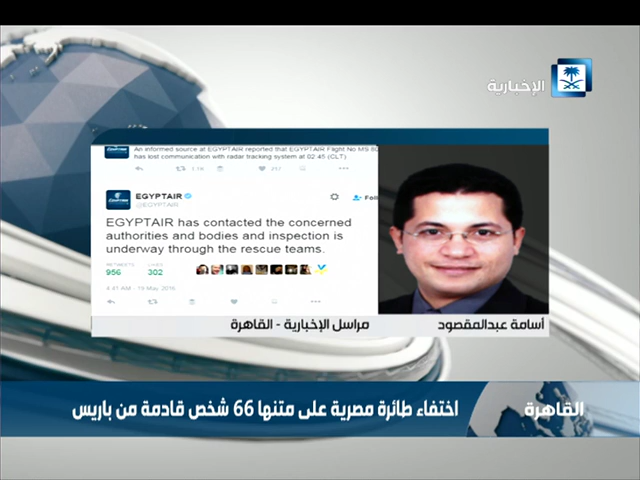 الإخبارية
An informed source at EGYPTAIR reported that EGYPTAIR Flight No MS 80
has lost communication with radar tracking system at 02:45 (CLT)
EGYPTAIR
@EGYPTAIR
EGYPTAIR has contacted the concerned
authorities and bodies and inspection is
underway through the rescue teams.
RETWEETS LIKES
956 302
4:41 AM - 19 May 2016
أسامة عبدالمقصود
مراسل الإخبارية - القاهرة
القاهرة
اختفاء طائرة مصرية على متنها 66 شخص قادمة من باريس